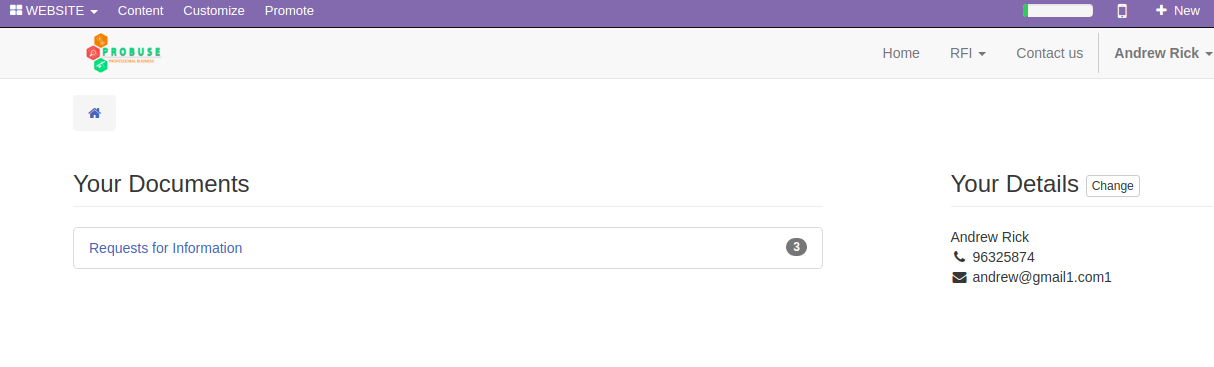 WEBSITE Content Customize Promote New
PROBUSE
PROFESSIONAL BUSINESS
Home RFI Contact us Andrew Rick
Your Documents
Requests for Information 3
Your Details Change
Andrew Rick
96325874
andrew@gmail1.com1